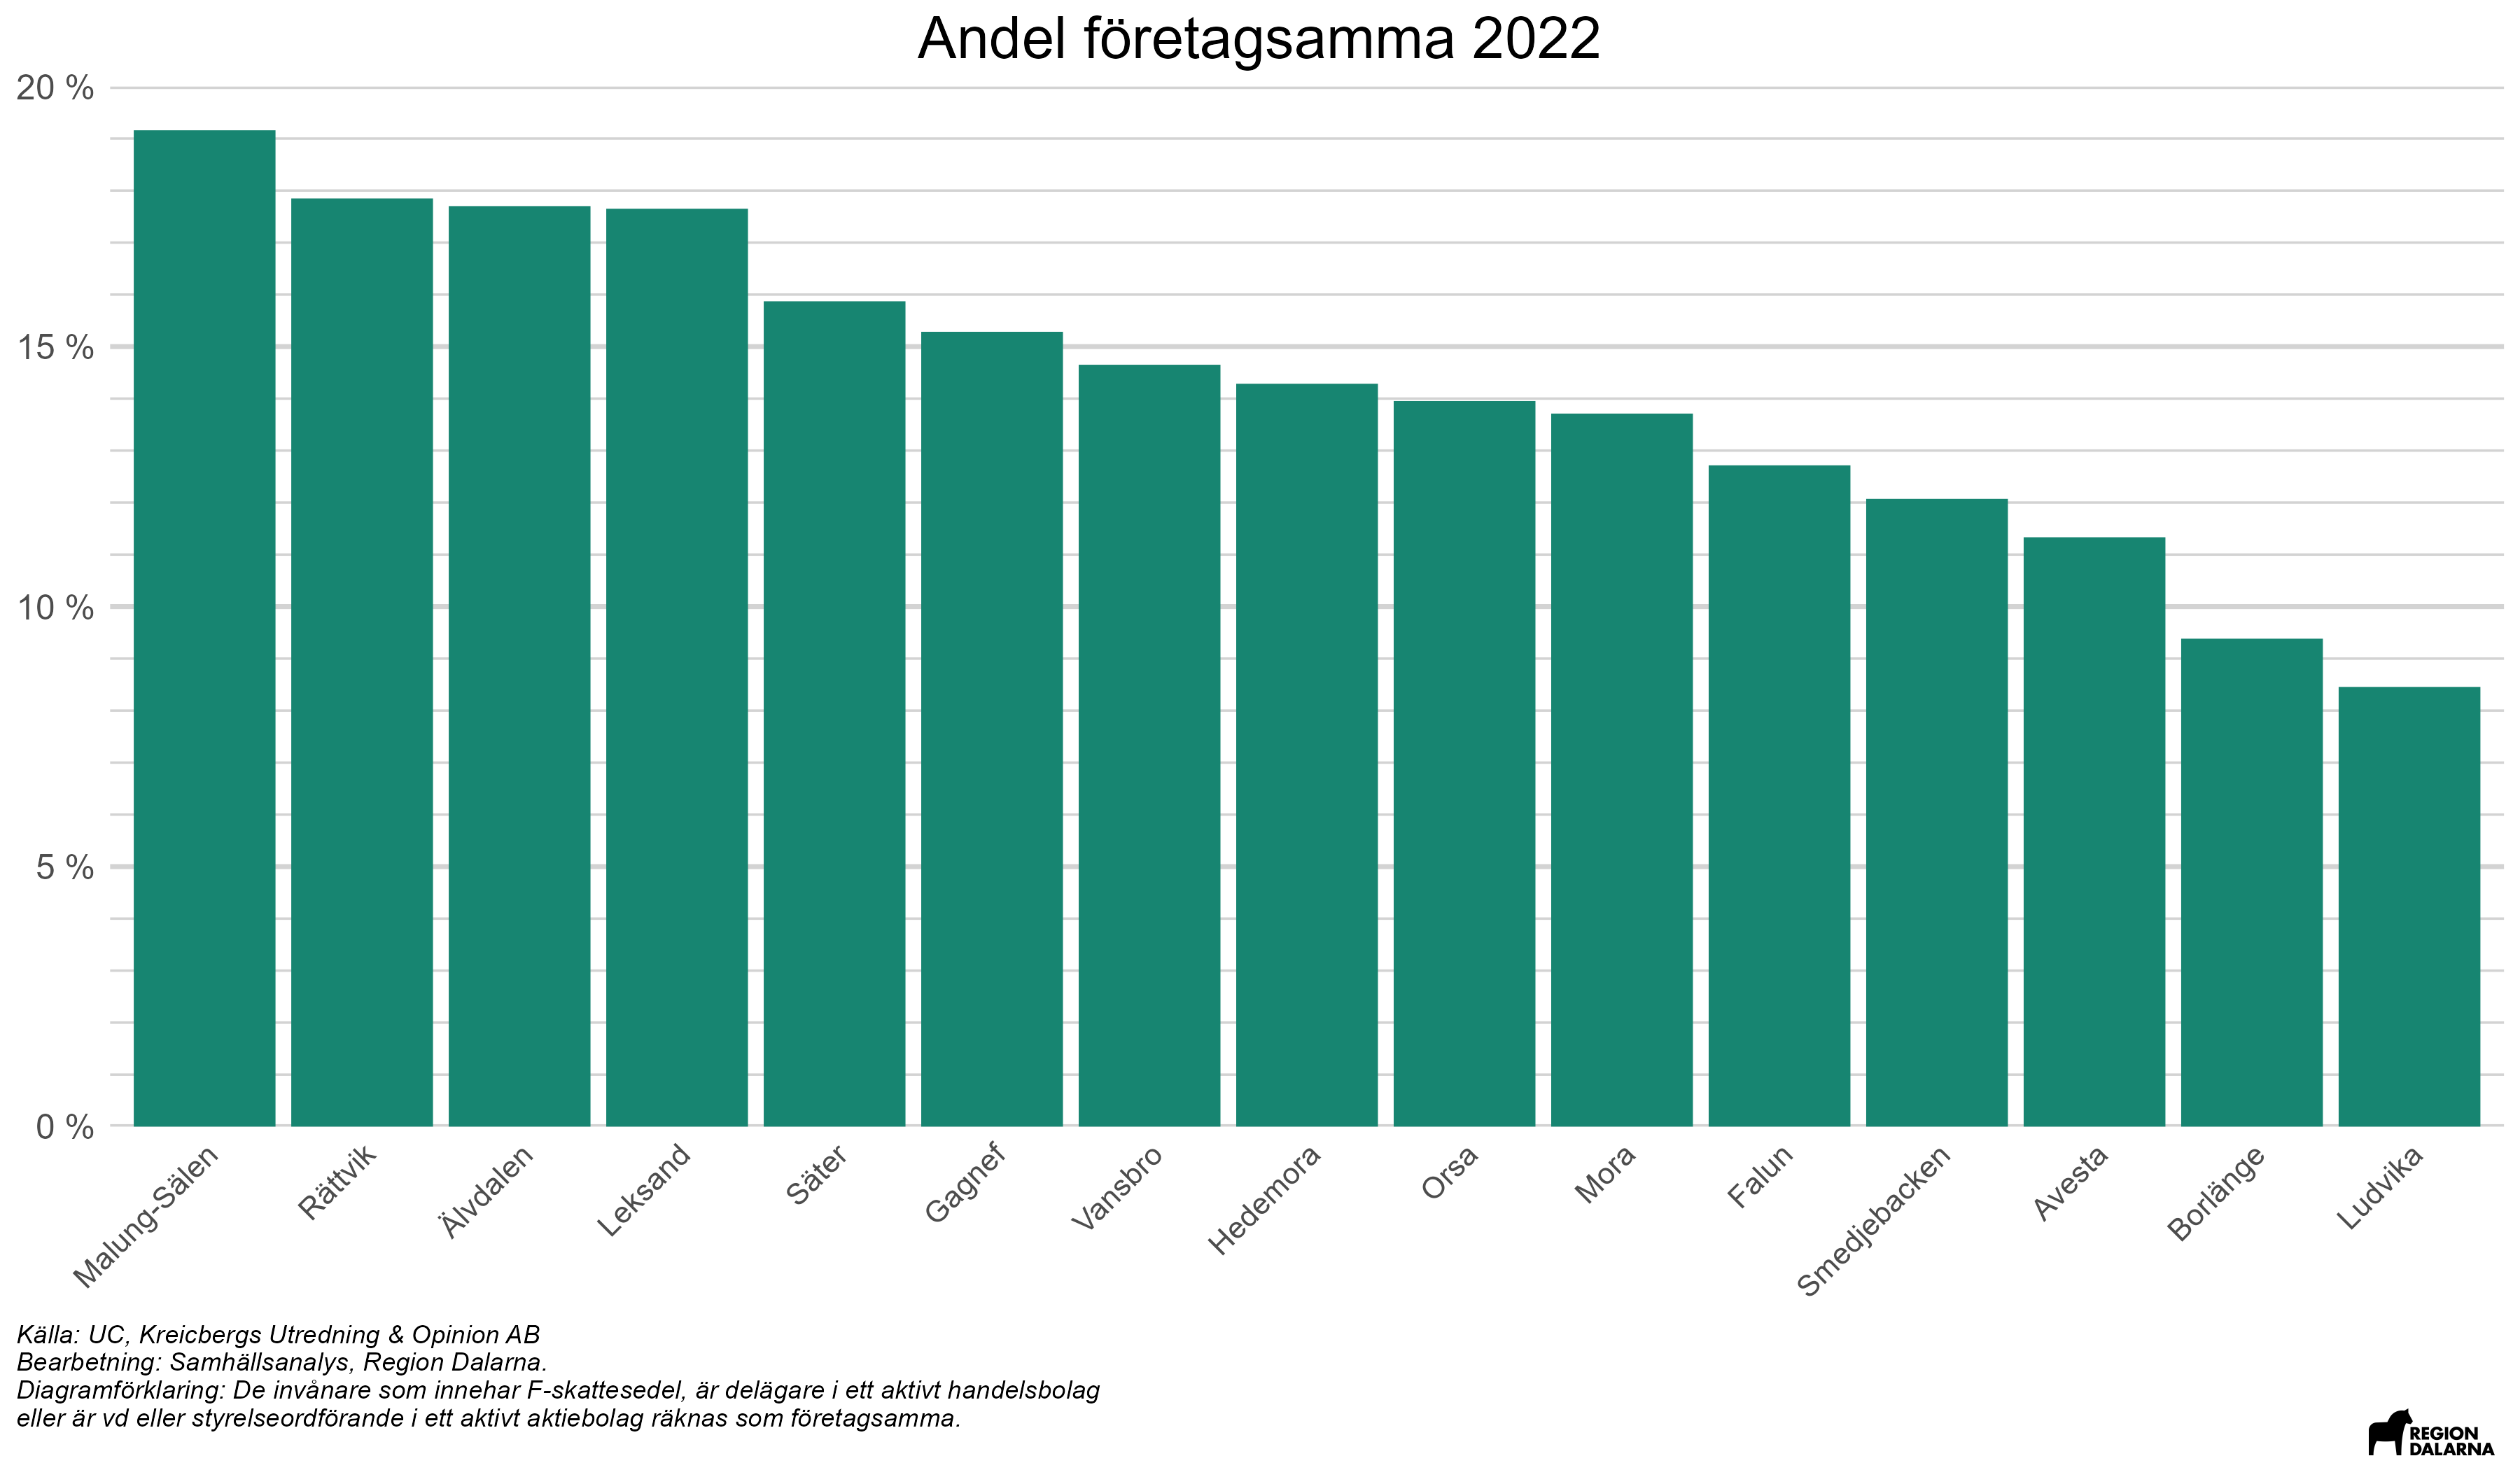 Andel företagsamma 2022
20 %
15 %
10 %
5 %
0 %
Malung-Sälen
Rättvik
Älvdalen
Leksand
Säter
Gagnef
Vansbro
Hedemora
Orsa
Mora
Falun
Smedjebacken
Avesta
Borlänge
Ludvika
Källa: UC, Kreicbergs Utredning & Opinion AB
Bearbetning: Samhällsanalys, Region Dalarna.
Diagramförklaring: De invånare som innehar F-skattesedel, är delägare i ett aktivt handelsbolag
eller är vd eller styrelseordförande i ett aktivt aktiebolag räknas som företagsamma.
REGION
DALARNA